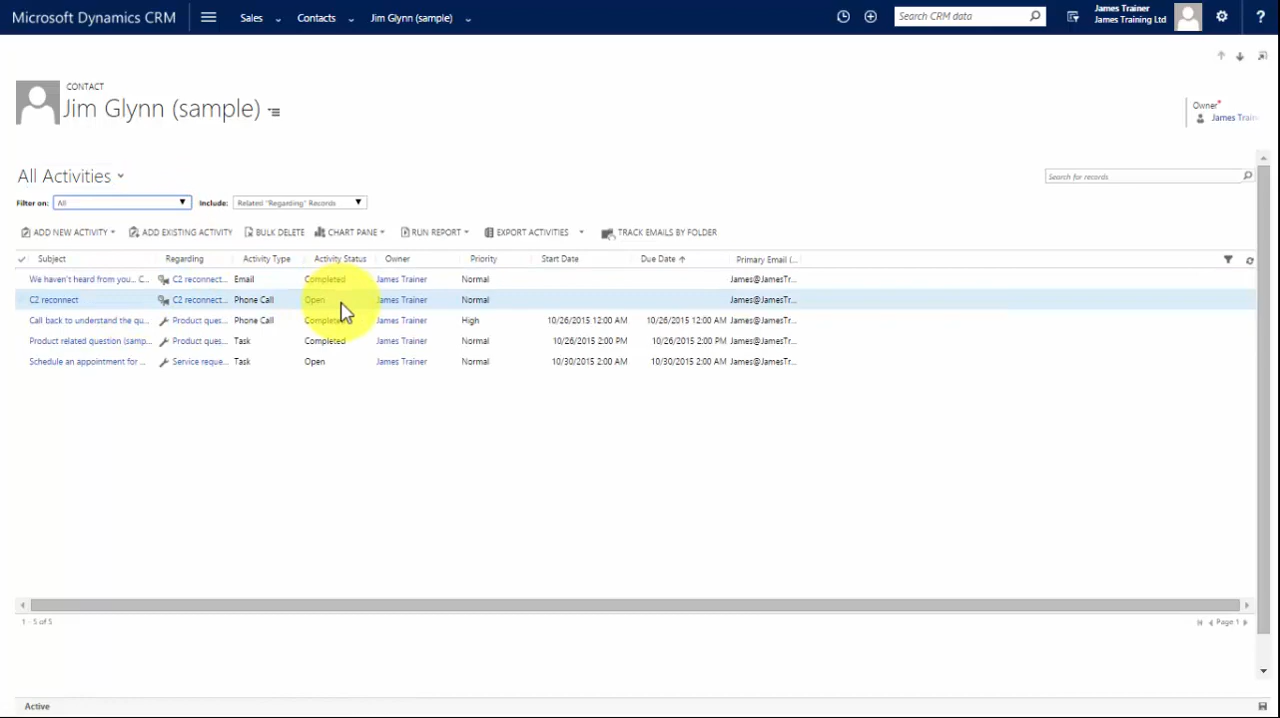 Microsoft Dynamics CRM Sales Contacts Jim Glynn (sample) Search CRM data James Trainer ?
James Training Ltd
CONTACT
Jim Glynn (sample)
Owner*
James Train
All Activities
Search for records
Filter on: All Include: Related "Regarding" Records
ADD NEW ACTIVITY ADD EXISTING ACTIVITY BULK DELETE CHART PANE RUN REPORT EXPORT ACTIVITIES TRACK EMAILS BY FOLDER
Subject Regarding Activity Type Activity Status Owner Priority Start Date Due Date Primary Email (...
We haven't heard from you... C... C2 reconnect... Email Completed James Trainer Normal James@JamesTr...
C2 reconnect C2 reconnect... Phone Call Open James Trainer Normal James@JamesTr...
Call back to understand the qu... Product ques... Phone Call Completed James Trainer High 10/26/2015 12:00 AM 10/26/2015 12:00 AM James@JamesTr...
Product related question (samp... Product ques... Task Completed James Trainer Normal 10/26/2015 2:00 PM 10/26/2015 2:00 PM James@JamesTr...
Schedule an appointment for ... Service reque... Task Open James Trainer Normal 10/30/2015 2:00 AM 10/30/2015 2:00 AM James@JamesTr...
1 - 5 of 5 Page 1
Active